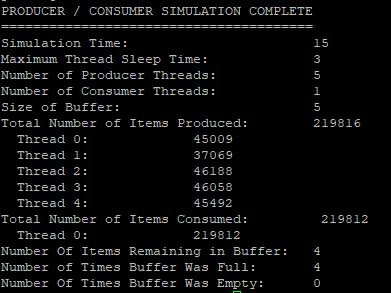 PRODUCER / CONSUMER SIMULATION COMPLETE
=======================================
Simulation Time: 15
Maximum Thread Sleep Time: 3
Number of Producer Threads: 5
Number of Consumer Threads: 1
Size of Buffer: 5
Total Number of Items Produced: 219816
Thread 0: 45009
Thread 1: 37069
Thread 2: 46188
Thread 3: 46058
Thread 4: 45492
Total Number of Items Consumed: 219812
Thread 0: 219812
Number Of Items Remaining in Buffer: 4
Number Of Times Buffer Was Full: 4
Number Of Times Buffer Was Empty: 0